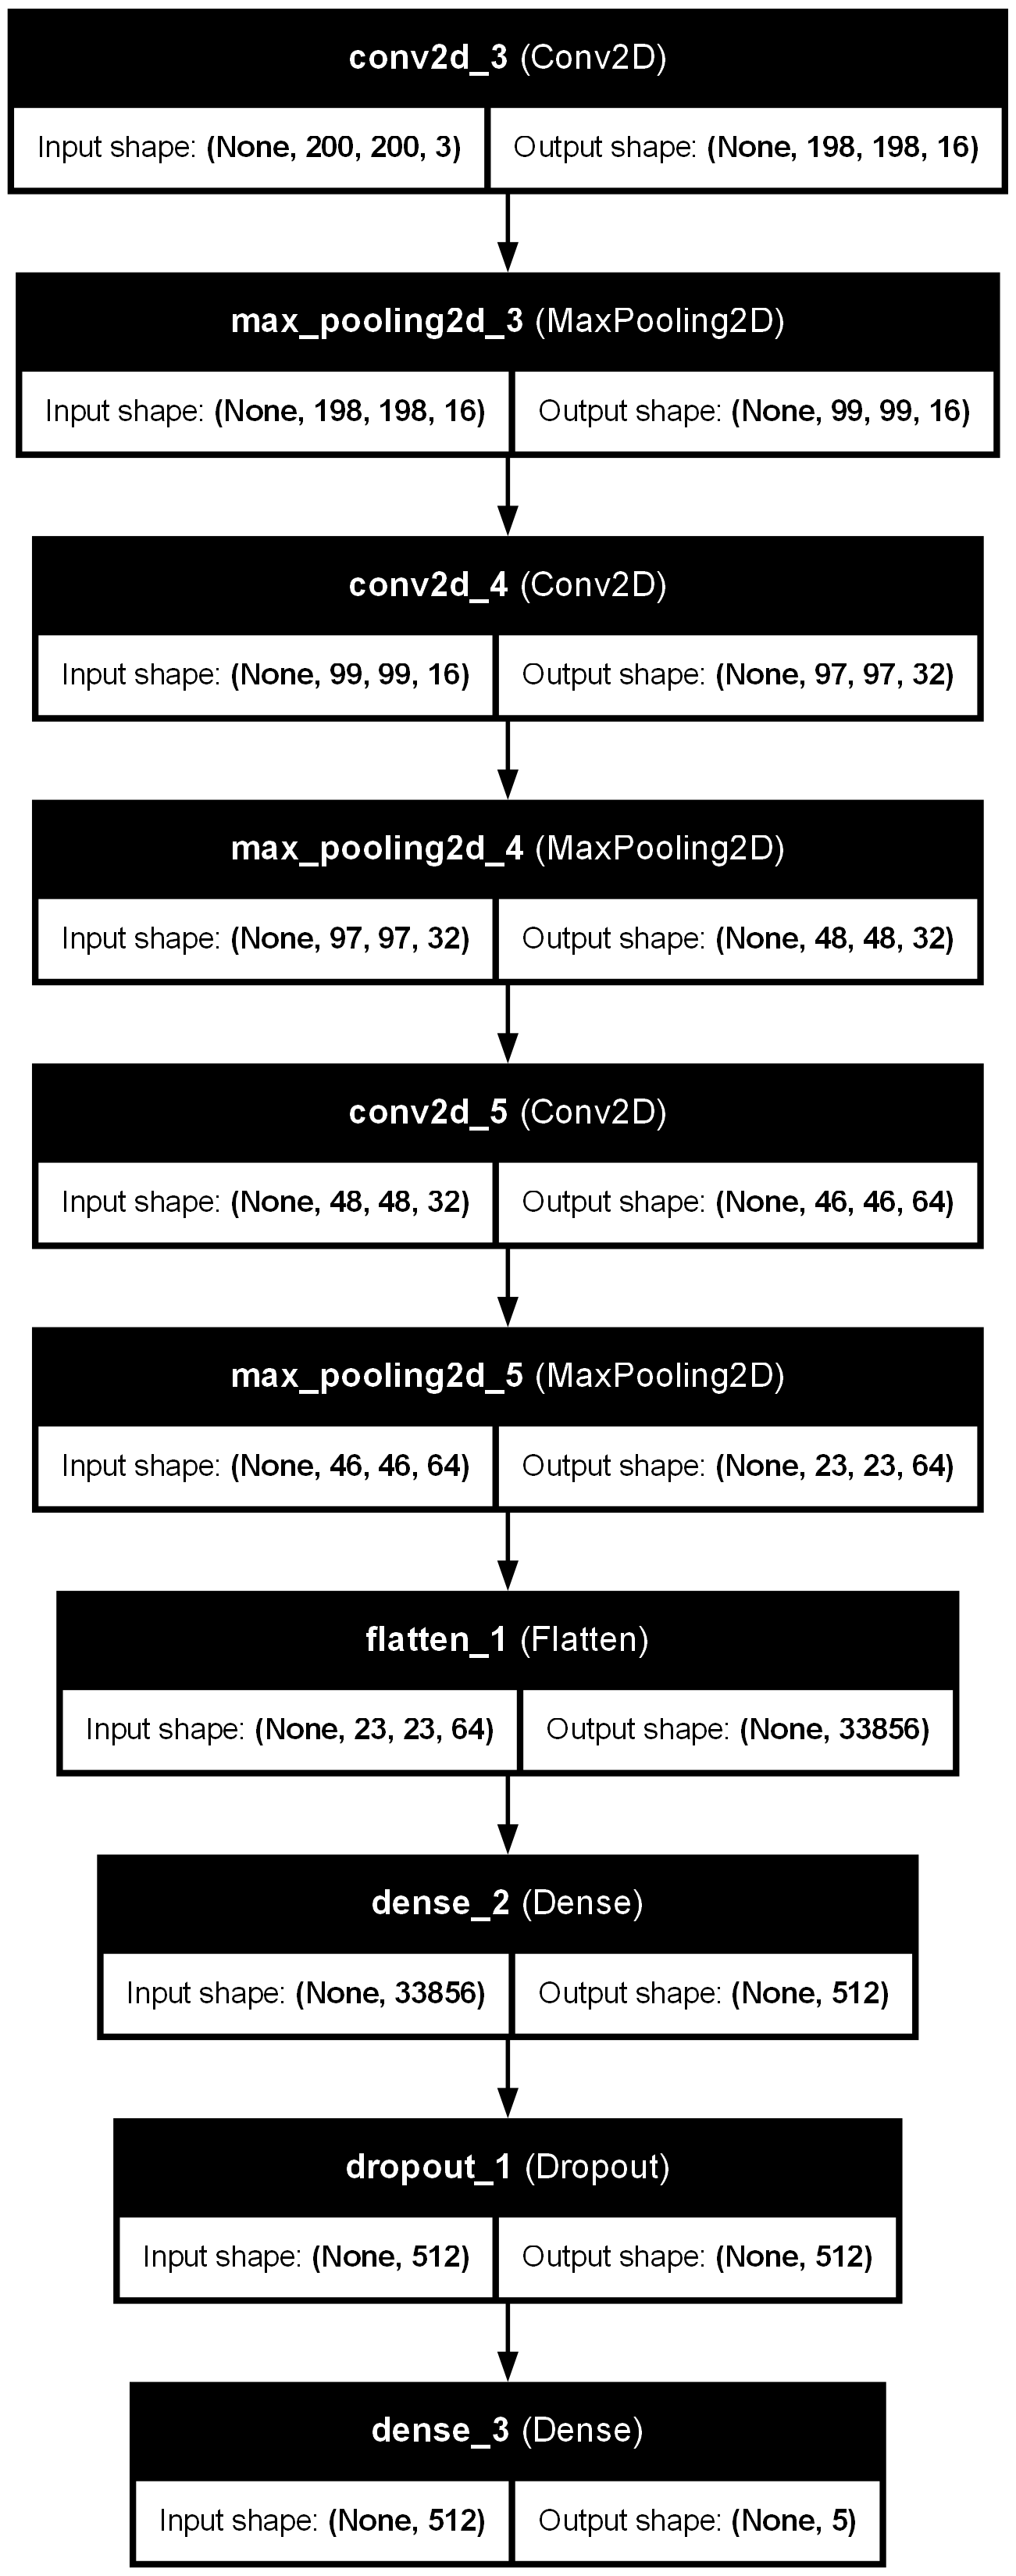 conv2d_3 (Conv2D)
Input shape: (None, 200, 200, 3) Output shape: (None, 198, 198, 16)
max_pooling2d_3 (MaxPooling2D)
Input shape: (None, 198, 198, 16) Output shape: (None, 99, 99, 16)
conv2d_4 (Conv2D)
Input shape: (None, 99, 99, 16) Output shape: (None, 97, 97, 32)
max_pooling2d_4 (MaxPooling2D)
Input shape: (None, 97, 97, 32) Output shape: (None, 48, 48, 32)
conv2d_5 (Conv2D)
Input shape: (None, 48, 48, 32) Output shape: (None, 46, 46, 64)
max_pooling2d_5 (MaxPooling2D)
Input shape: (None, 46, 46, 64) Output shape: (None, 23, 23, 64)
flatten_1 (Flatten)
Input shape: (None, 23, 23, 64) Output shape: (None, 33856)
dense_2 (Dense)
Input shape: (None, 33856) Output shape: (None, 512)
dropout_1 (Dropout)
Input shape: (None, 512) Output shape: (None, 512)
dense_3 (Dense)
Input shape: (None, 512) Output shape: (None, 5)